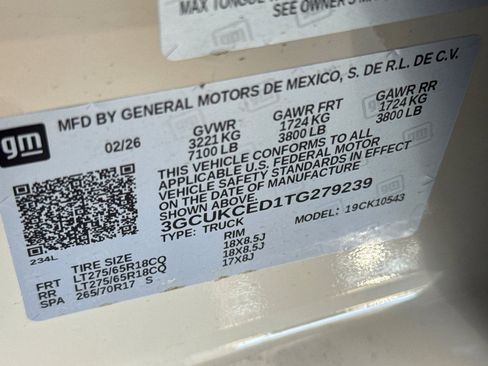 MAX TONGUE
SEE OWNER'S
gm
MFD BY GENERAL MOTORS DE MEXICO, S. DE R.L. DE C.V.
02/26 GVWR GAWR FRT GAWR RR
3221 KG 1724 KG 1724 KG
7100 LB 3800 LB 3800 LB
THIS VEHICLE CONFORMS TO ALL
APPLICABLE U.S. FEDERAL MOTOR
VEHICLE SAFETY STANDARDS IN EFFECT
ON THE DATE OF MANUFACTURE
SHOWN ABOVE.
3GCUKCED1TG279239
TYPE: TRUCK MODEL: 19CK10543
234L
TIRE SIZE RIM
FRT LT275/65R18CQ 18X8.5J
RR LT275/65R18CQ 18X8.5J
SPA 265/70R17 S 17X8J